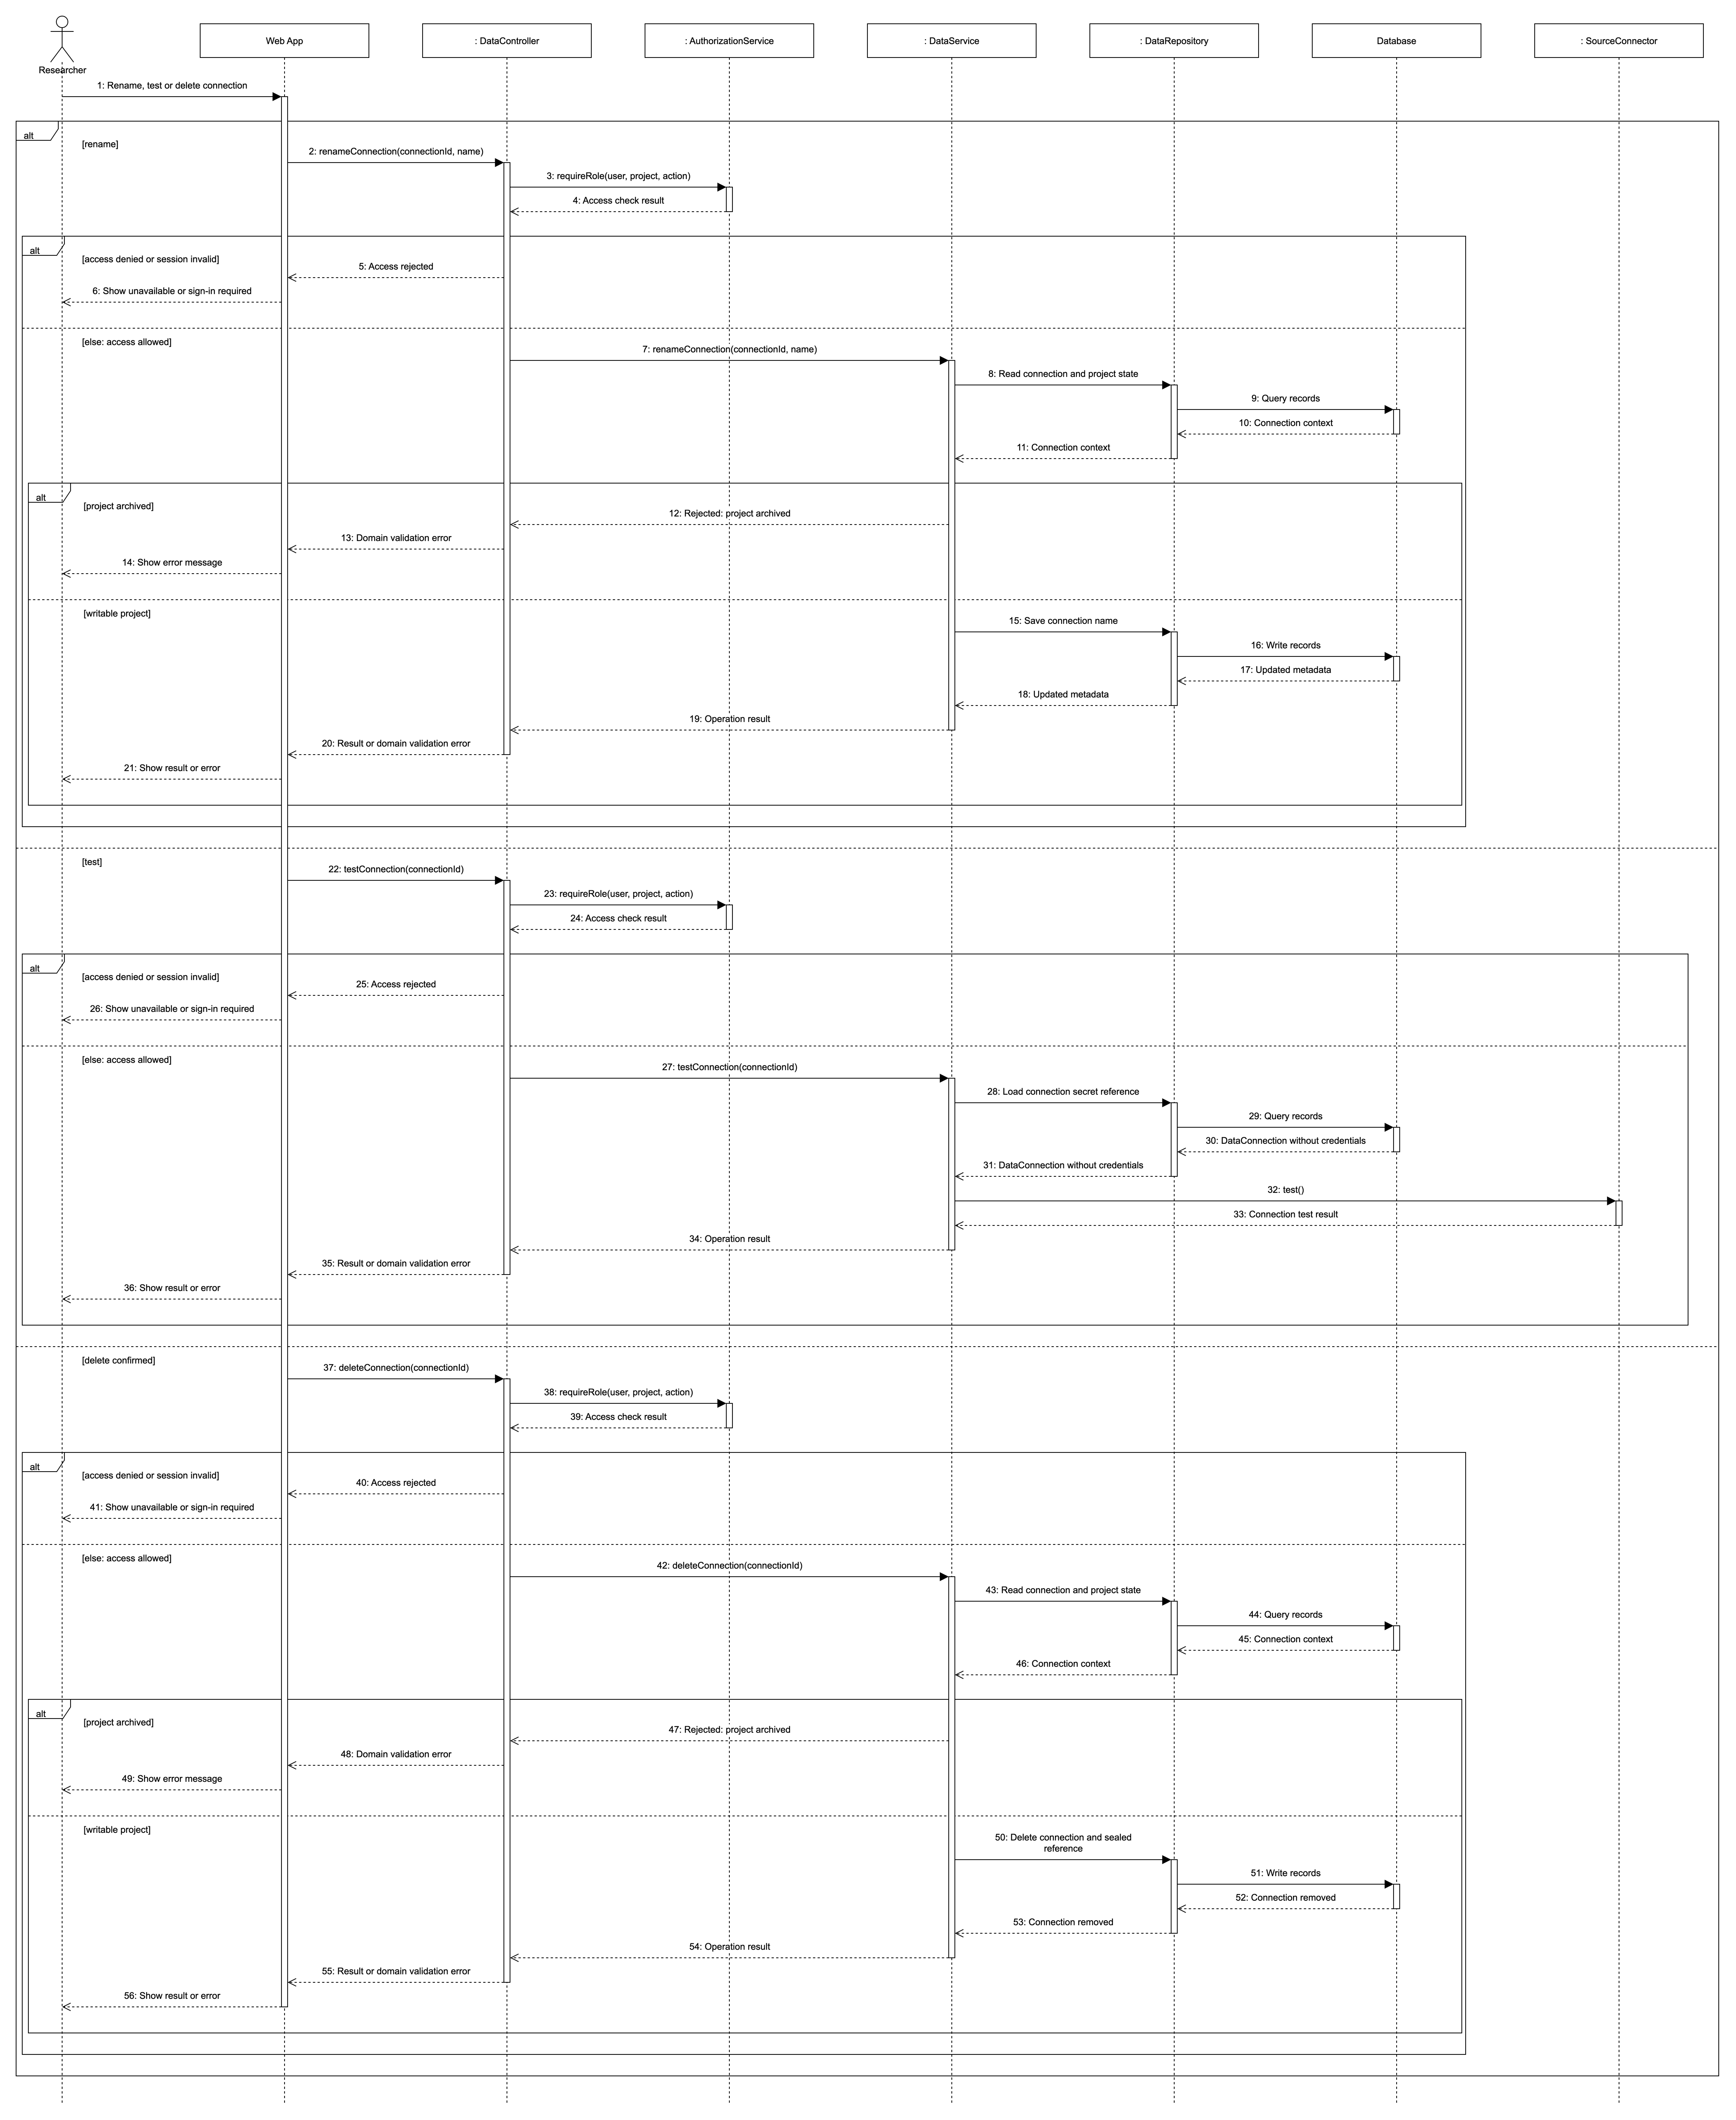 Researcher
Web App
: DataController
: AuthorizationService
: DataService
: DataRepository
Database
: SourceConnector
1: Rename, test or delete connection
alt
[rename]
2: renameConnection(connectionId, name)
3: requireRole(user, project, action)
4: Access check result
alt
[access denied or session invalid]
5: Access rejected
6: Show unavailable or sign-in required
[else: access allowed]
7: renameConnection(connectionId, name)
8: Read connection and project state
9: Query records
10: Connection context
11: Connection context
alt
[project archived]
12: Rejected: project archived
13: Domain validation error
14: Show error message
[writable project]
15: Save connection name
16: Write records
17: Updated metadata
18: Updated metadata
19: Operation result
20: Result or domain validation error
21: Show result or error
[test]
22: testConnection(connectionId)
23: requireRole(user, project, action)
24: Access check result
alt
[access denied or session invalid]
25: Access rejected
26: Show unavailable or sign-in required
[else: access allowed]
27: testConnection(connectionId)
28: Load connection secret reference
29: Query records
30: DataConnection without credentials
31: DataConnection without credentials
32: test()
33: Connection test result
34: Operation result
35: Result or domain validation error
36: Show result or error
[delete confirmed]
37: deleteConnection(connectionId)
38: requireRole(user, project, action)
39: Access check result
alt
[access denied or session invalid]
40: Access rejected
41: Show unavailable or sign-in required
[else: access allowed]
42: deleteConnection(connectionId)
43: Read connection and project state
44: Query records
45: Connection context
46: Connection context
alt
[project archived]
47: Rejected: project archived
48: Domain validation error
49: Show error message
[writable project]
50: Delete connection and sealed
reference
51: Write records
52: Connection removed
53: Connection removed
54: Operation result
55: Result or domain validation error
56: Show result or error